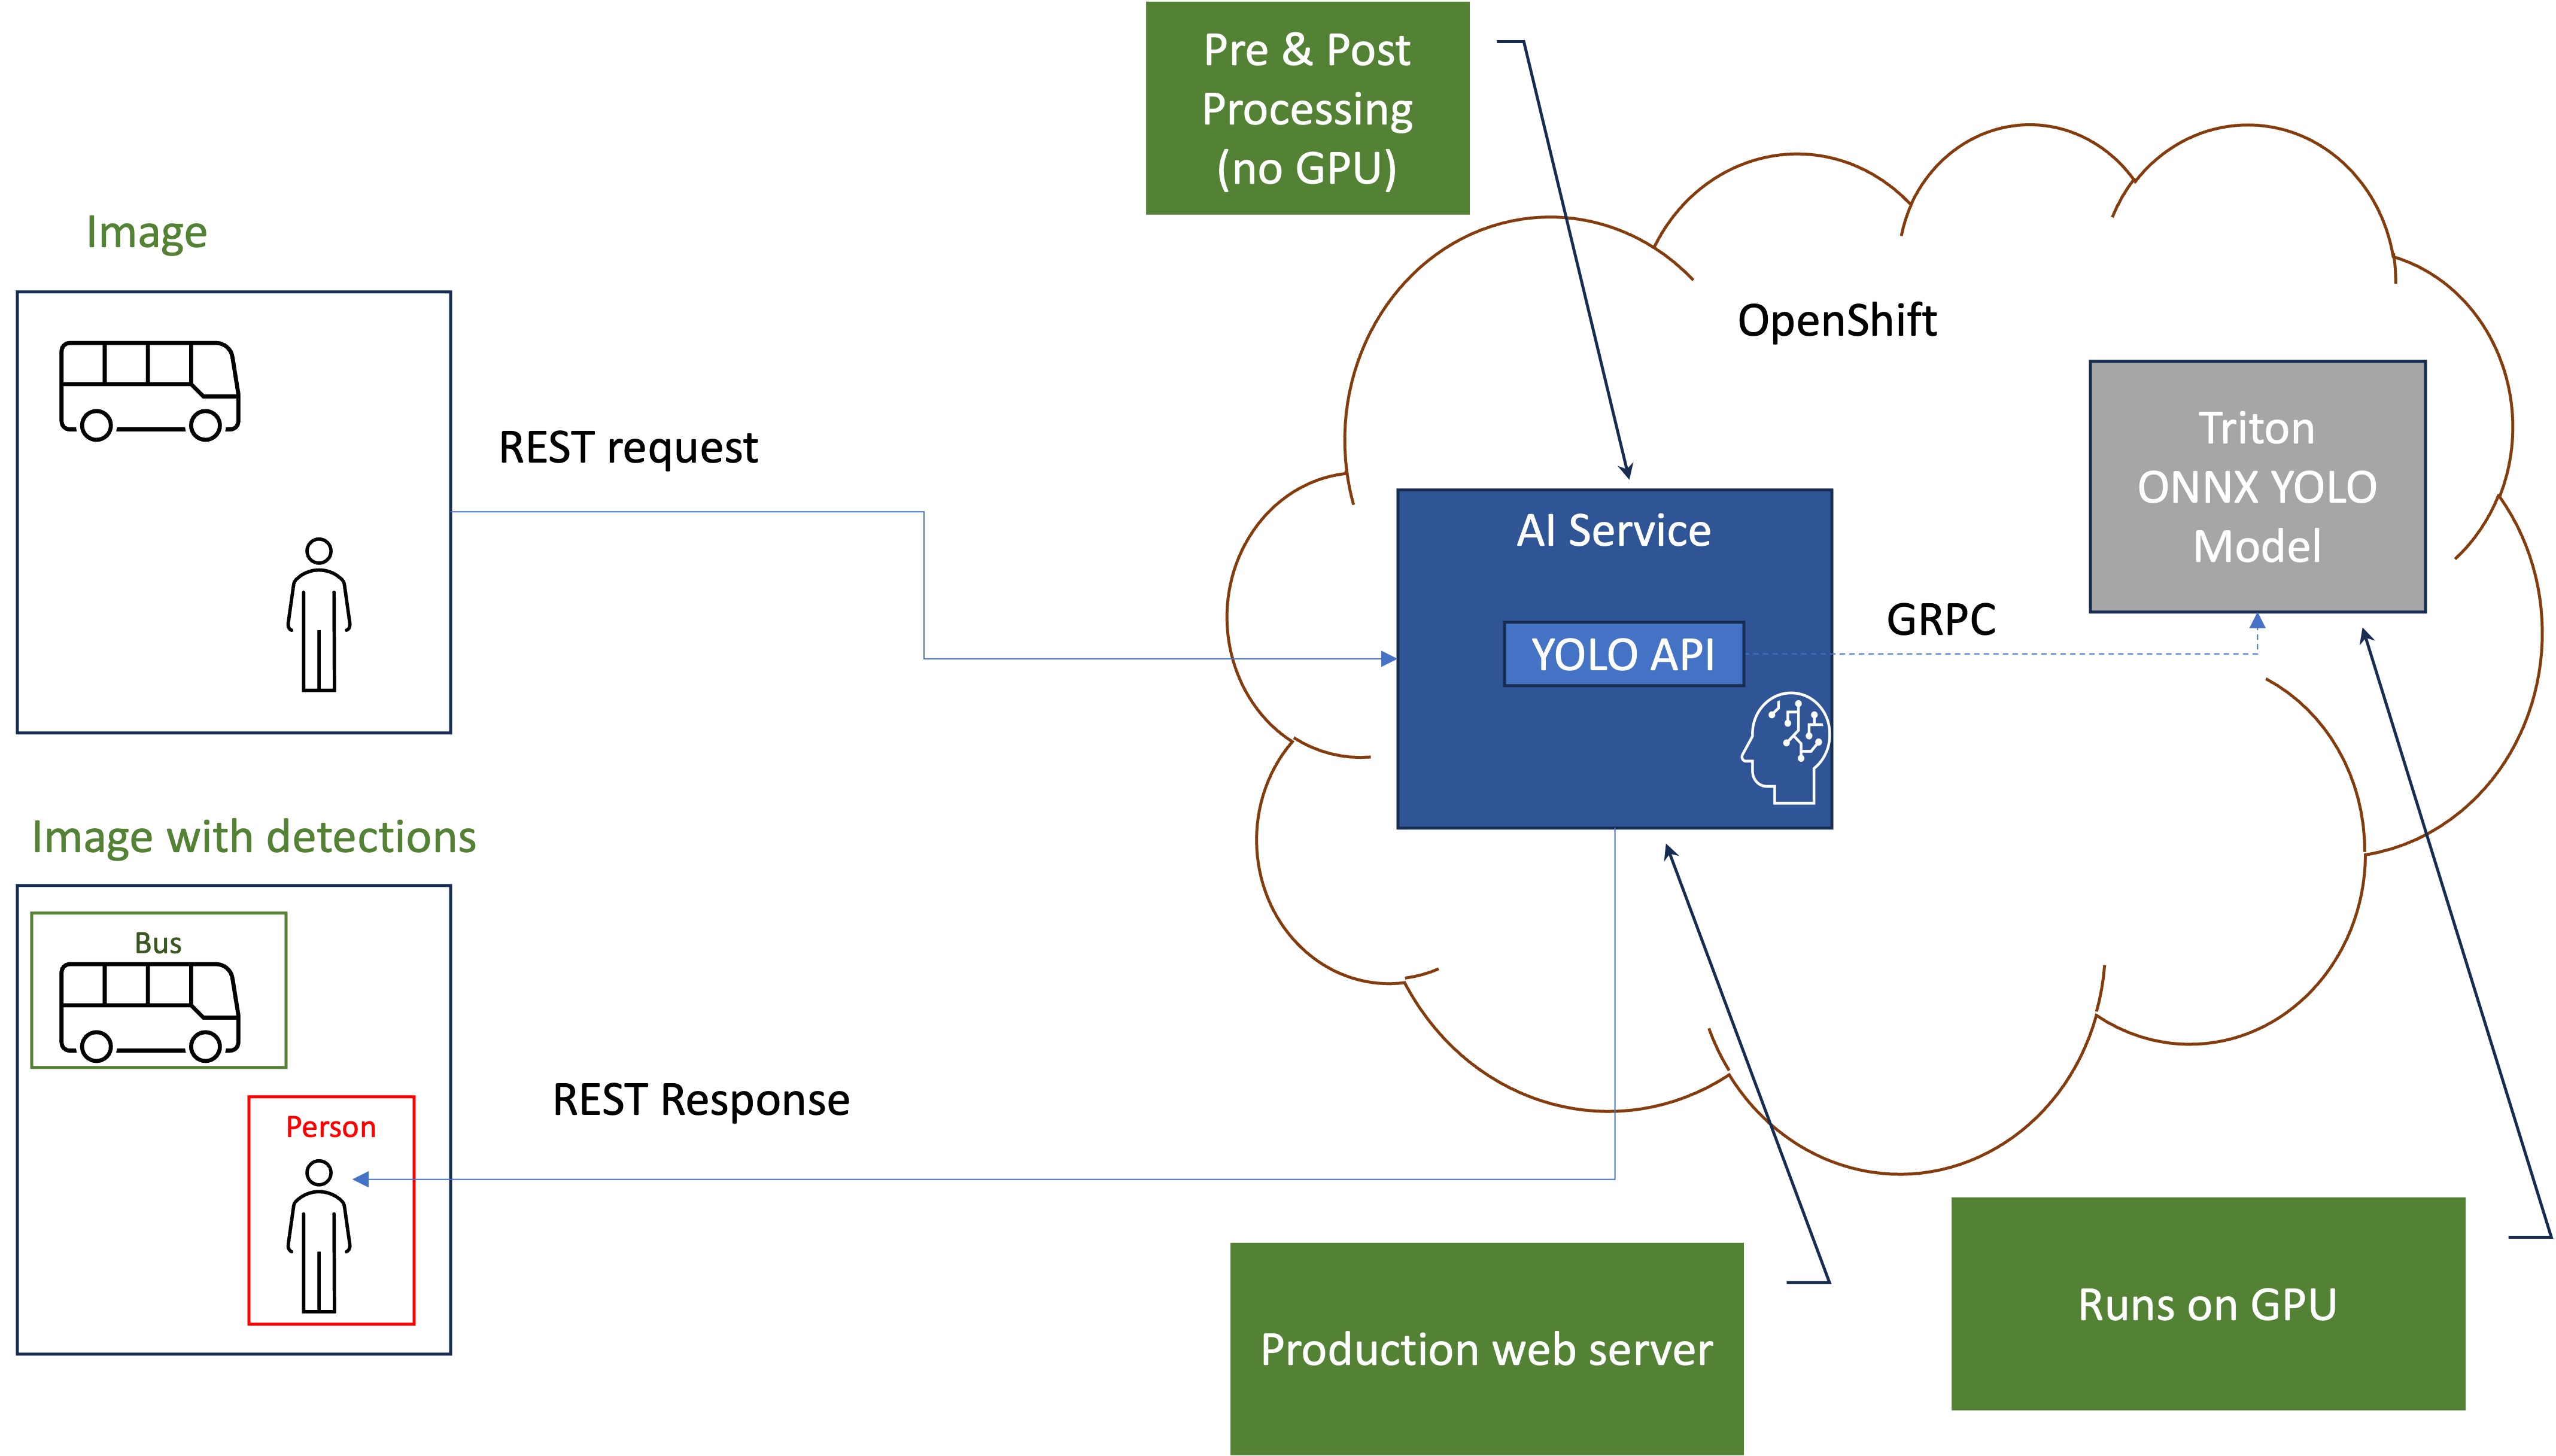 Pre & Post
Processing
(no GPU)
Image
OpenShift
REST request
Triton
ONNX YOLO
Model
AI Service
GRPC
YOLO API
Image with detections
Bus
REST Response
Person
Runs on GPU
Production web server